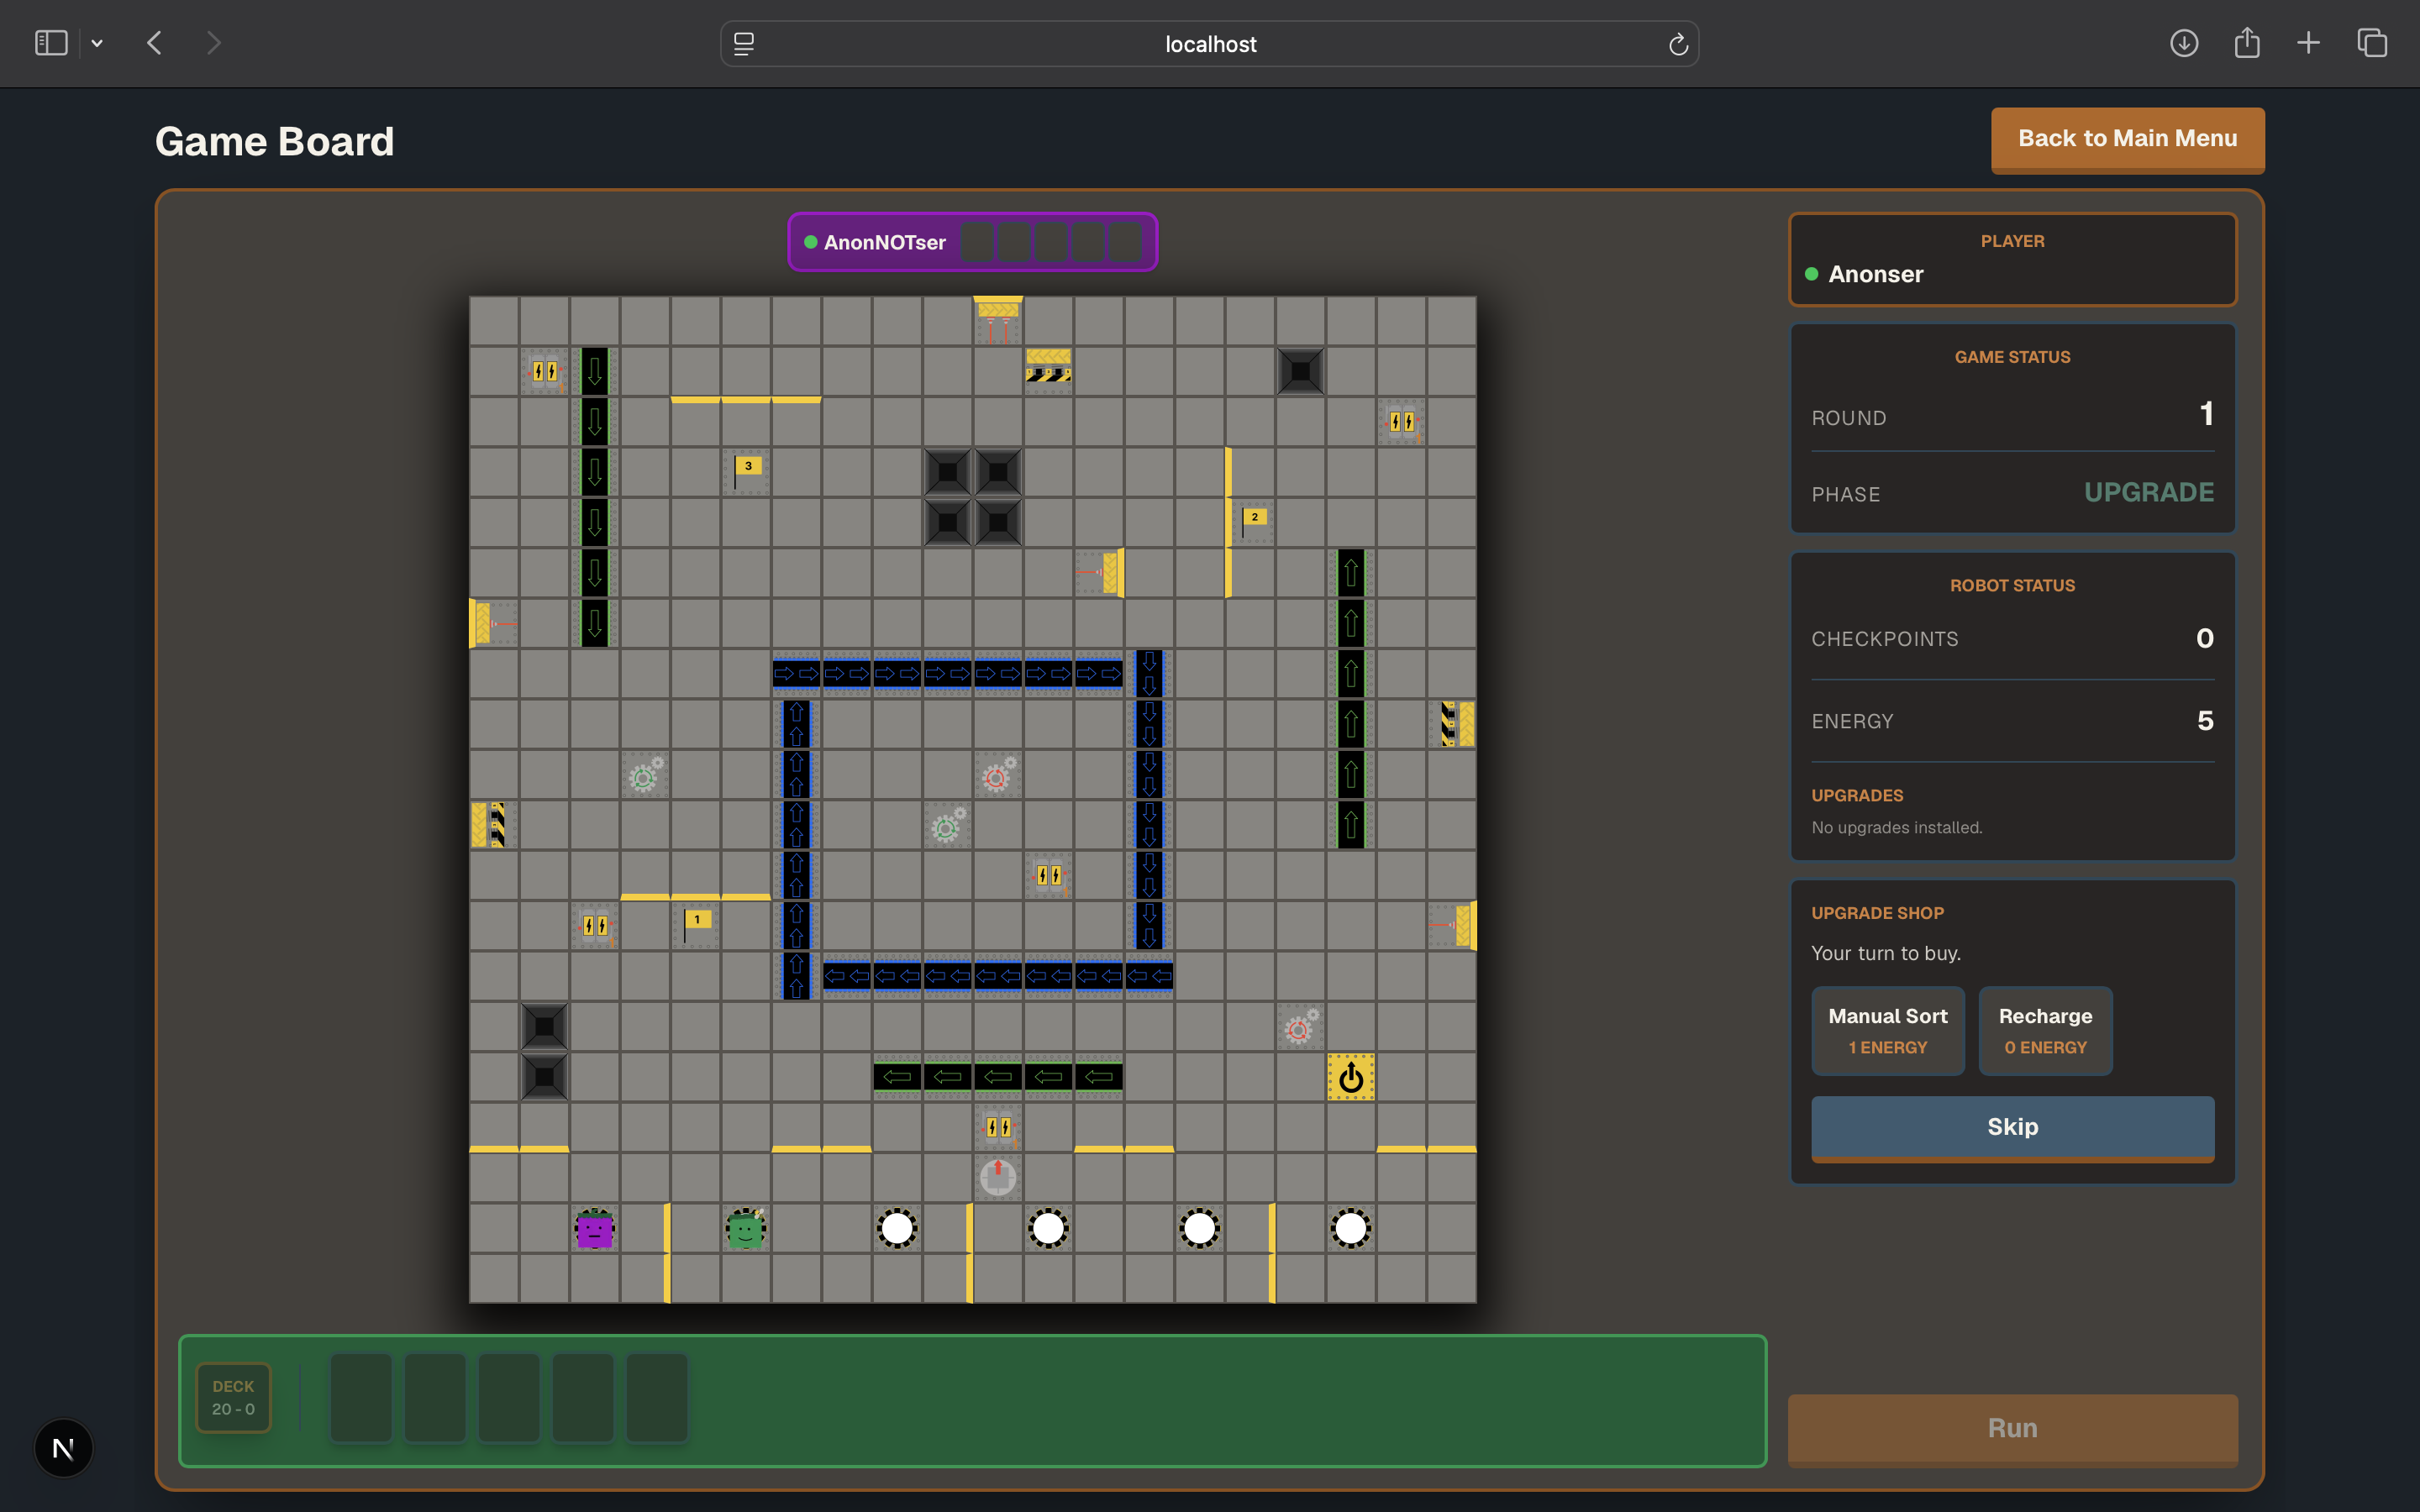 localhost
Game Board
Back to Main Menu
AnonNOTser
3
2
1
PLAYER
Anonser
GAME STATUS
ROUND 1
PHASE UPGRADE
ROBOT STATUS
CHECKPOINTS 0
ENERGY 5
UPGRADES
No upgrades installed.
UPGRADE SHOP
Your turn to buy.
Manual Sort
1 ENERGY
Recharge
0 ENERGY
Skip
DECK
20 - 0
Run
N